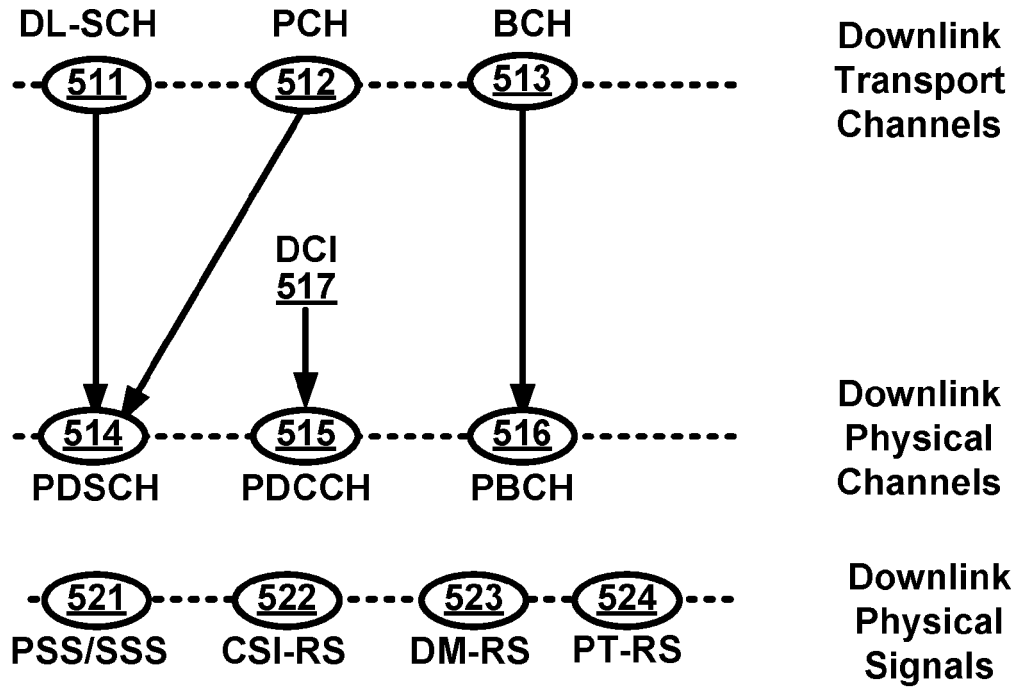 DL-SCH PCH BCH
511 512 513
Downlink
Transport
Channels
DCI
517
514 515 516
PDSCH PDCCH PBCH
Downlink
Physical
Channels
521 522 523 524
PSS/SSS CSI-RS DM-RS PT-RS
Downlink
Physical
Signals